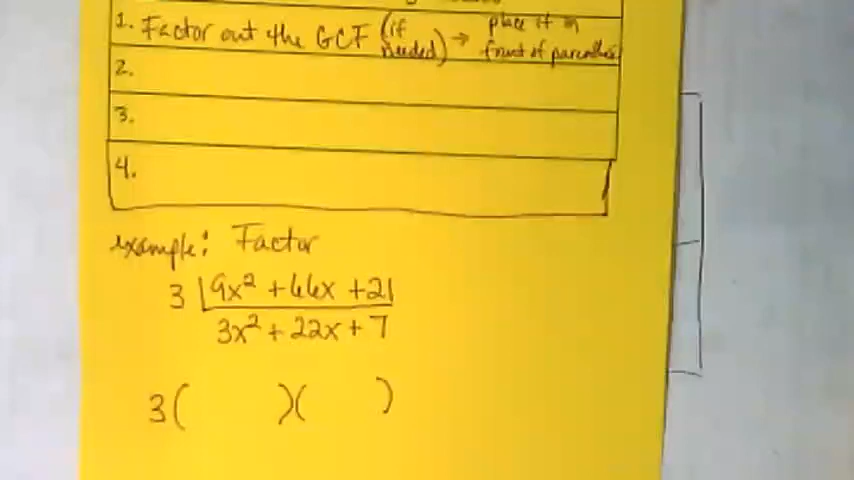 1. Factor out the GCF (if needed) → place it in front of parenthes
2.
3.
4.
example: Factor
3 9x² + 66x + 21
3x² + 22x + 7
3(          )(          )